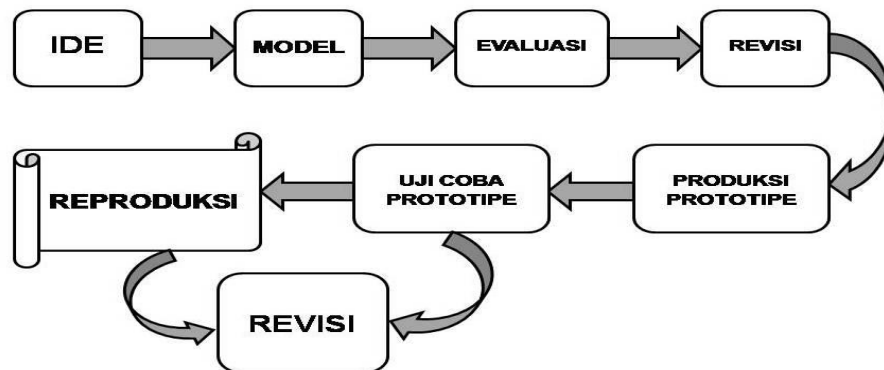 IDE
MODEL
EVALUASI
REVISI
REPRODUKSI
UJI COBA
PROTOTIPE
PRODUKSI
PROTOTIPE
REVISI